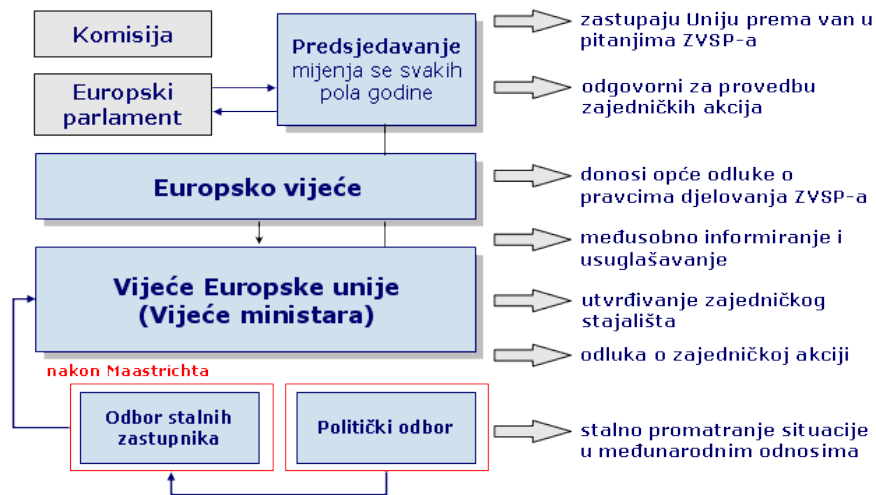 Komisija
Europski
parlament
Predsjedavanje
mijenja se svakih
pola godine
zastupaju Uniju prema van u
pitanjima ZVSP-a
odgovorni za provedbu
zajedničkih akcija
Europsko vijeće
donosi opće odluke o
pravcima djelovanja ZVSP-a
Vijeće Europske unije
(Vijeće ministara)
međusobno informiranje i
usuglašavanje
utvrđivanje zajedničkog
stajališta
odluka o zajedničkoj akciji
nakon Maastrichta
Odbor stalnih
zastupnika
Politički odbor
stalno promatranje situacije
u međunarodnim odnosima